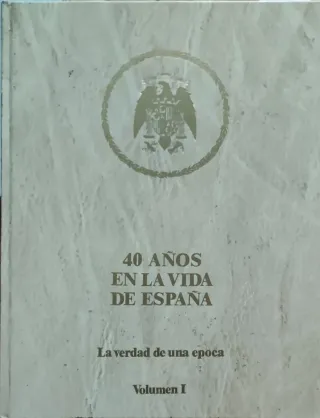 40 AÑOS
EN LA VIDA
DE ESPAÑA
La verdad de una epoca
Volumen I